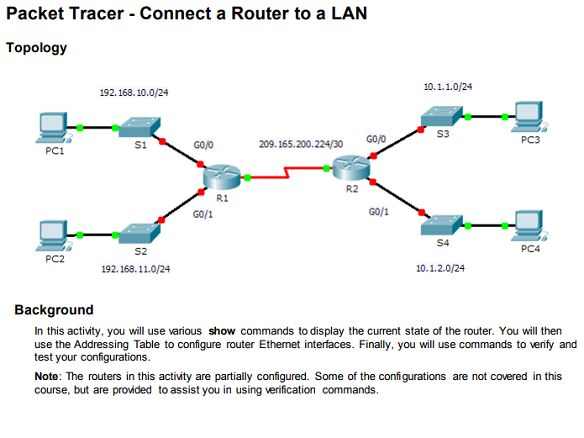 Packet Tracer - Connect a Router to a LAN
Topology
192.168.10.0/24
10.1.1.0/24
PC1
S1
G0/0
209.165.200.224/30
G0/0
S3
PC3
R1
R2
G0/1
G0/1
PC2
S2
S4
PC4
192.168.11.0/24
10.1.2.0/24
Background
In this activity, you will use various show commands to display the current state of the router. You will then
use the Addressing Table to configure router Ethernet interfaces. Finally, you will use commands to verify and
test your configurations.
Note: The routers in this activity are partially configured. Some of the configurations are not covered in this
course, but are provided to assist you in using verification commands.